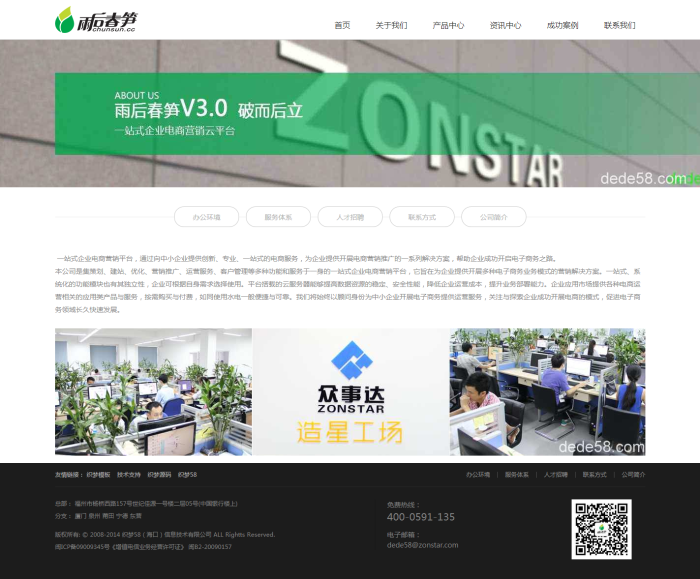 雨后春笋
chunsun.cc
首页 关于我们 产品中心 资讯中心 成功案例 联系我们
ZONSTAR
ABOUT US
雨后春笋V3.0 破而后立
一站式企业电商营销云平台
dede58.com
办公环境 服务体系 人才招聘 联系方式 公司简介
一站式企业电商营销平台，通过向中小企业提供创新、专业、一站式的电商服务，为企业提供开展电商营销推广的一系列解决方案，帮助企业成功开启电子商务之路。
本公司是集策划、建站、优化、营销推广、运营服务、客户管理等多种功能和服务于一身的一站式企业电商营销平台，它旨在为企业提供开展多种电子商务业务模式的营销解决方案。一站式、系
统化的功能模块也有其独立性，企业可根据自身需求选择使用。平台搭载的云服务器能够提高数据资源的稳定、安全性能，降低企业运营成本，提升业务部署能力。企业应用市场提供各种电商运
营相关的应用类产品与服务，按需购买与付费，如同使用水电一般便捷与可靠。我们将始终以顾问身份为中小企业开展电子商务提供运营服务，关注与探索企业成功开展电商的模式，促进电子商
务领域长久快速发展。
众事达
ZONSTAR
造星工场
dede58.com
友情链接： 织梦模板 技术支持 织梦源码 织梦58
办公环境 | 服务体系 | 人才招聘 | 联系方式 | 公司简介
总部： 福州市杨桥西路157号世纪佳源一号楼二层05号(中国银行楼上)
分支： 厦门 泉州 莆田 宁德 东莞
版权所有: © 2008-2014 织梦58（海口）信息技术有限公司 ALL Rights Reserved.
闽ICP备09009345号《增值电信业务经营许可证》 闽B2-20090157
免费热线：
400-0591-135
电子邮箱：
dede58@zonstar.com